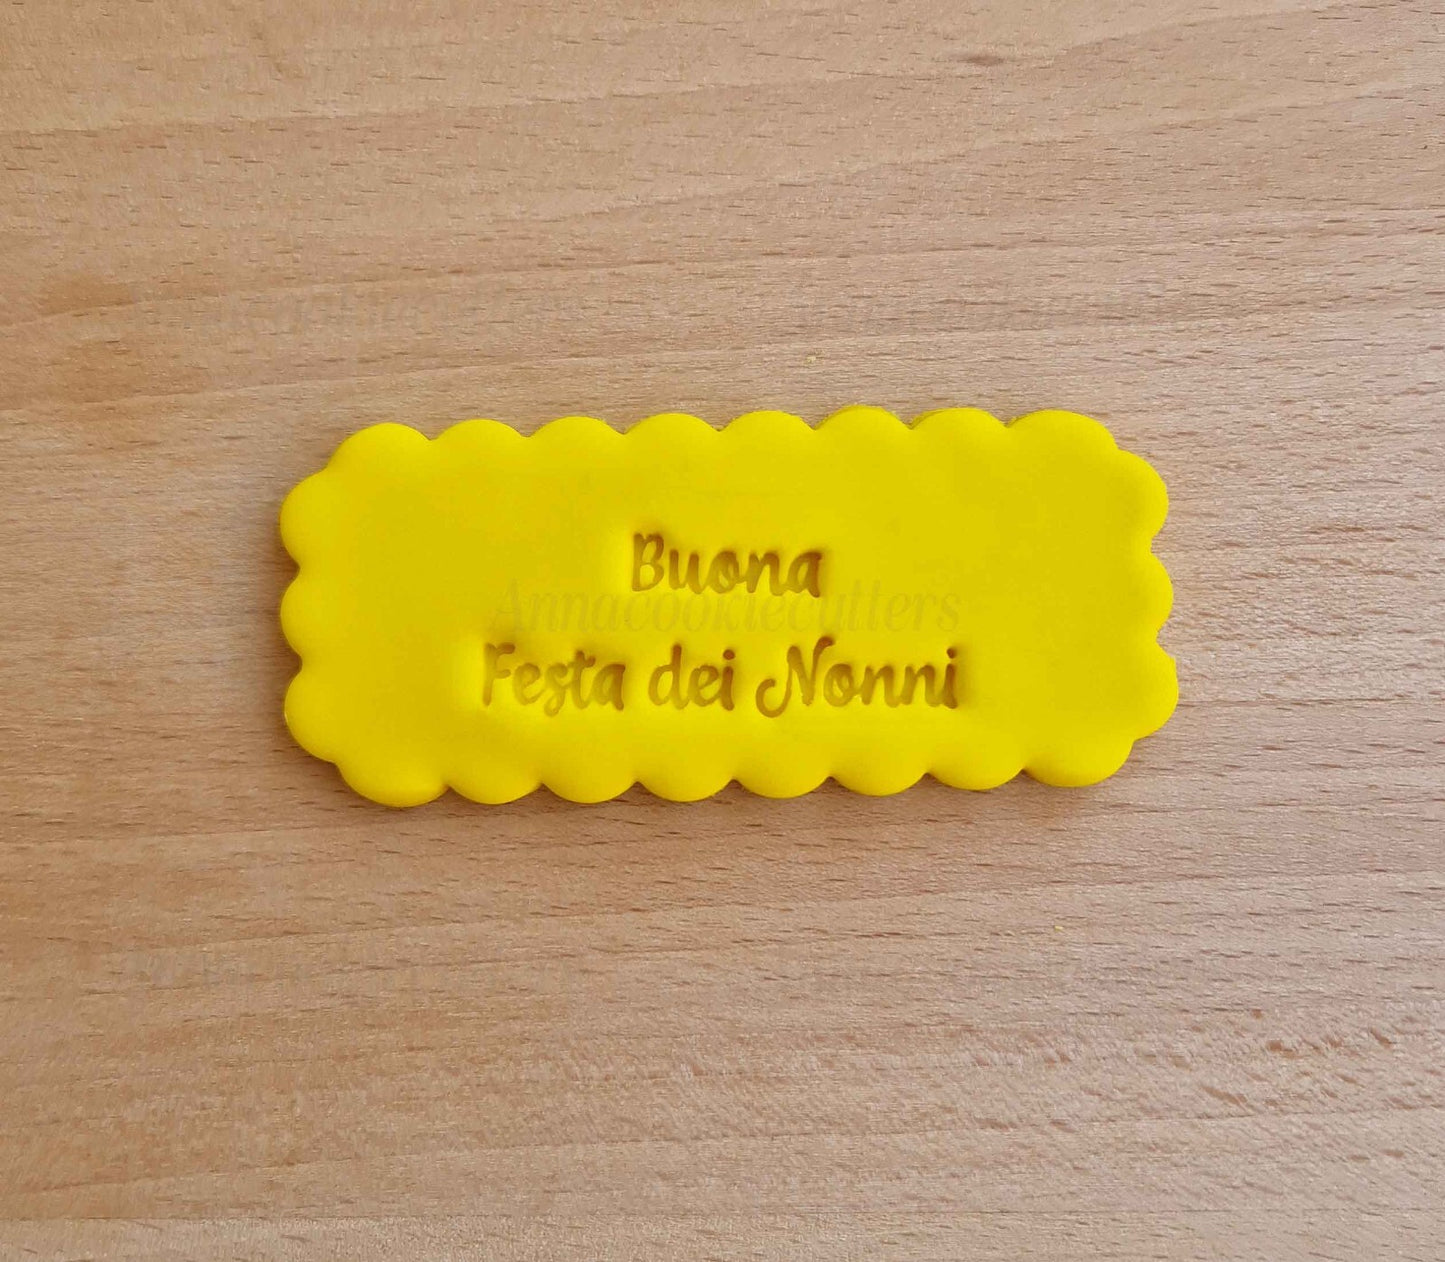 Buona
Annacookiecutters
Festa dei Nonni